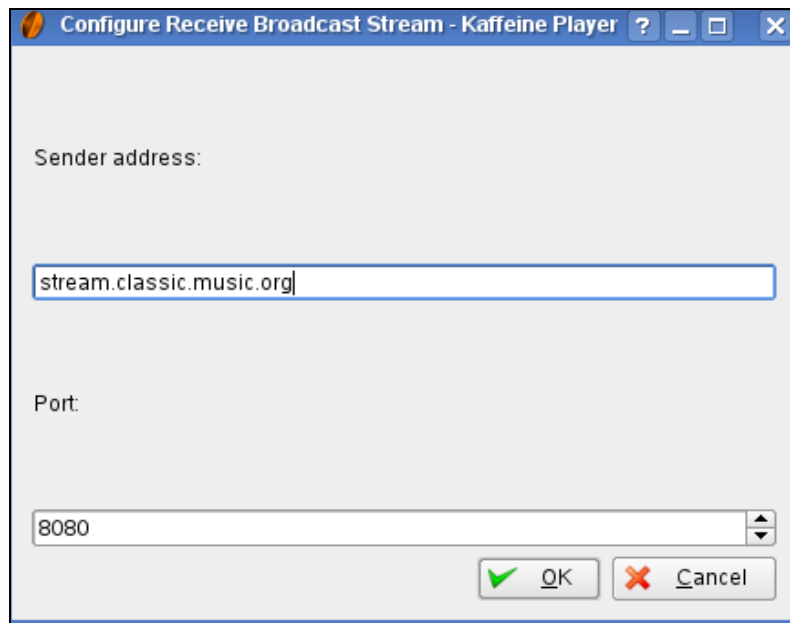 Configure Receive Broadcast Stream - Kaffeine Player ?
Sender address:
stream.classic.music.org
Port:
8080
OK Cancel